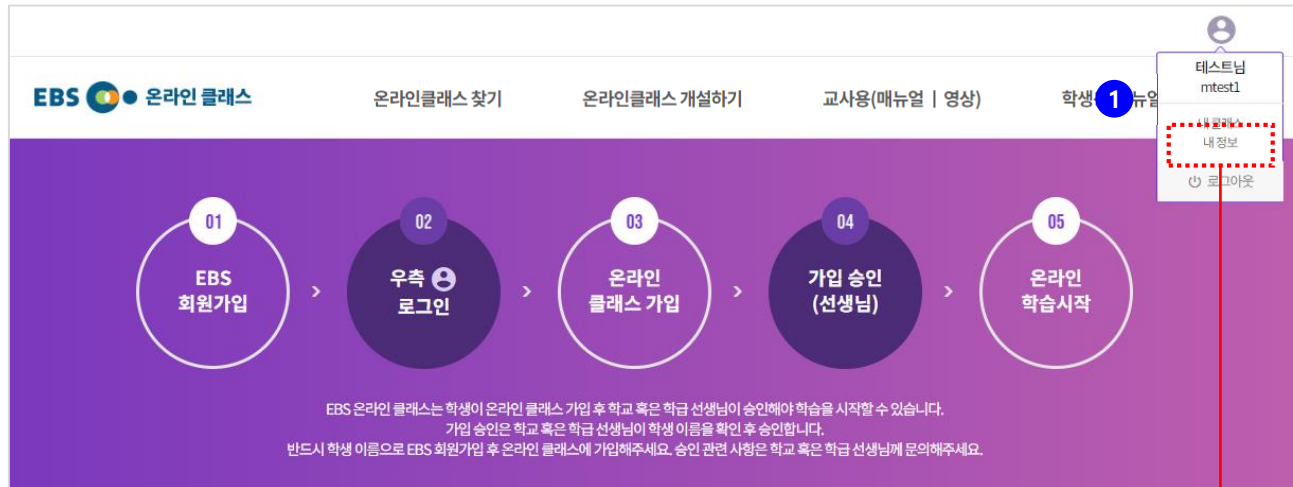 테스트님
mtest1
EBS 온라인 클래스
온라인클래스 찾기
온라인클래스 개설하기
교사용(매뉴얼 | 영상)
1
내클래스
내정보
로그아웃
01
EBS
회원가입
02
우측
로그인
03
온라인
클래스 가입
04
가입 승인
(선생님)
05
온라인
학습시작
EBS 온라인 클래스는 학생이 온라인 클래스 가입 후 학교 혹은 학급 선생님이 승인해야 학습을 시작할 수 있습니다.
가입 승인은 학교 혹은 학급 선생님이 학생 이름을 확인 후 승인합니다.
반드시 학생 이름으로 EBS 회원가입 후 온라인 클래스에 가입해주세요. 승인 관련 사항은 학교 혹은 학급 선생님께 문의해주세요.